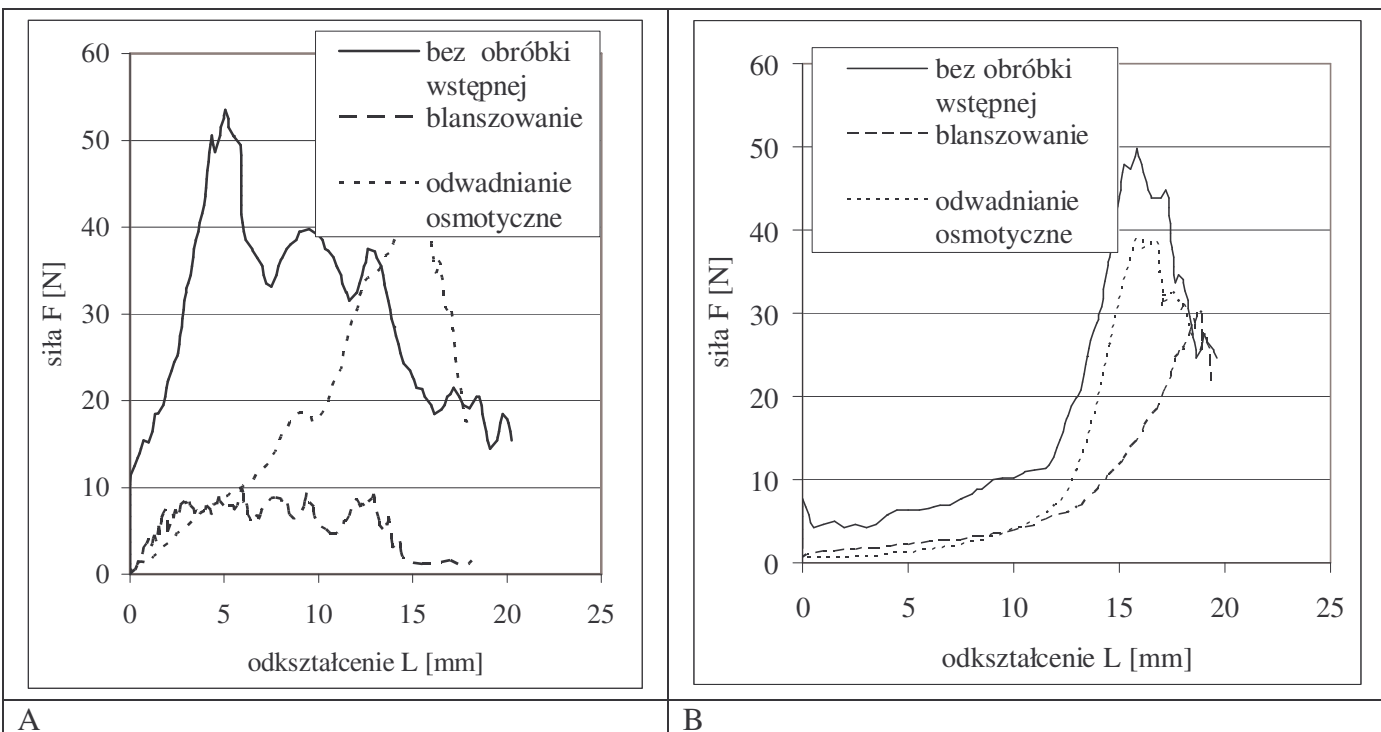 60
50
40
30
20
10
0
siła F [N]
bez obróbki
wstępnej
blanszowanie
odwadnianie
osmotyczne
0 5 10 15 20 25
odkształcenie L [mm]
A
60
50
40
30
20
10
0
siła F [N]
bez obróbki
wstępnej
blanszowanie
odwadnianie
osmotyczne
0 5 10 15 20 25
odkształcenie L [mm]
B